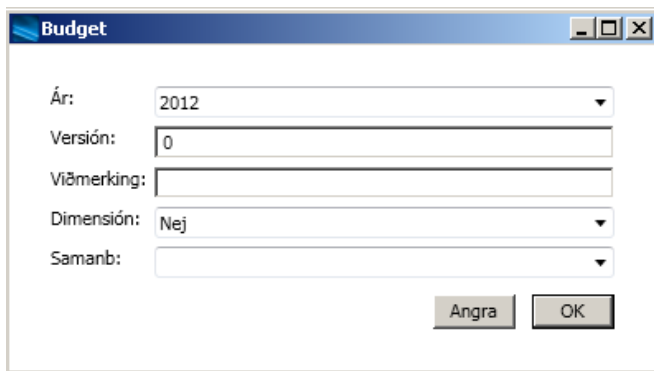 Budget
Ár: 2012
Versión: 0
Viðmerking:
Dimensión: Nej
Samanb:
Angra OK